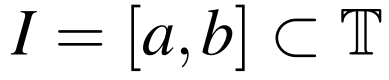 I = [a, b] ⊂ 𝕋